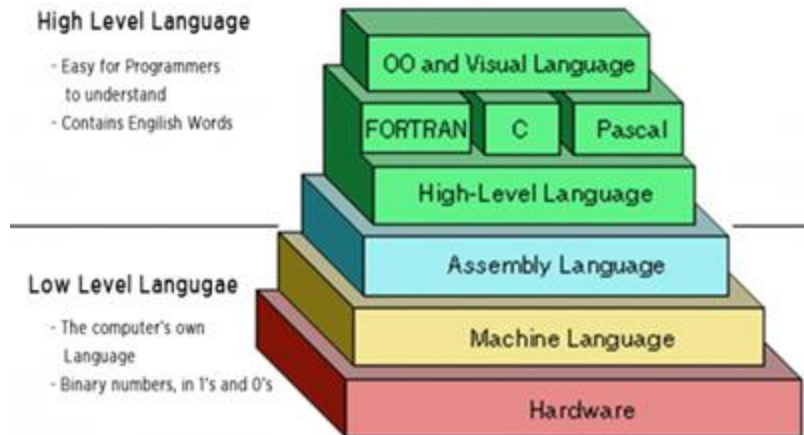 High Level Language
- Easy for Programmers
to understand
- Contains Engilish Words
OO and Visual Language
FORTRAN
C
Pascal
High-Level Language
Assembly Language
Low Level Langugae
- The computer's own
Language
- Binary numbers, in 1's and 0's
Machine Language
Hardware